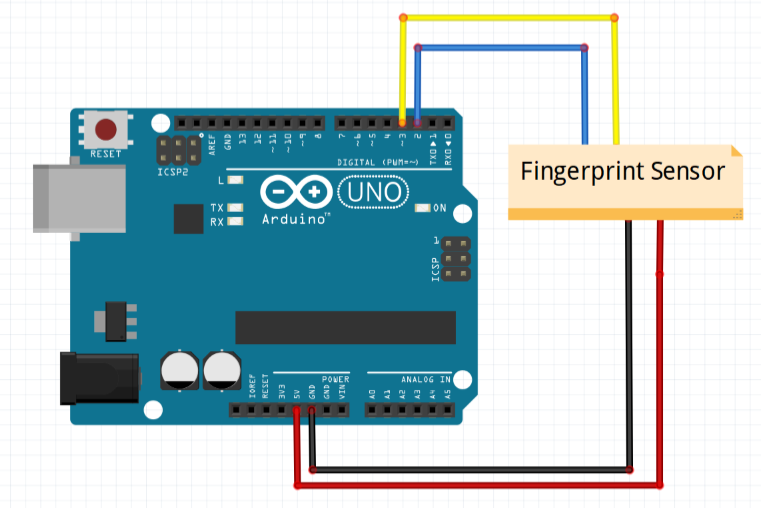 RESET
ICSP2
AREF
GND
13
12
~11
~10
~9
8
7
~6
~5
4
~3
2
TXD▶1
RXD◀0
DIGITAL (PWM=~)
L
TX
RX
Arduino™
UNO
ON
1
ICSP
Fingerprint Sensor
POWER
ANALOG IN
IOREF
RESET
3V3
5V
GND
GND
VIN
A0
A1
A2
A3
A4
A5